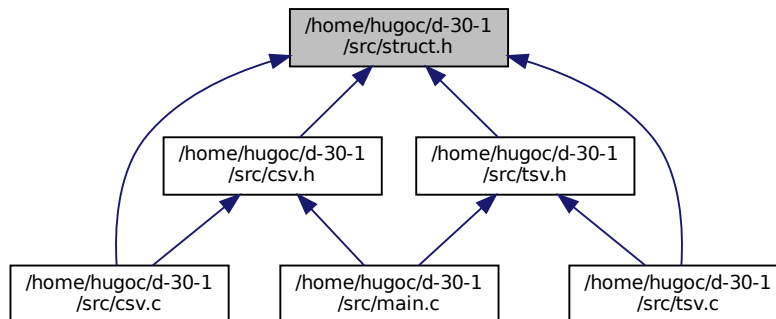 /home/hugoc/d-30-1
/src/struct.h
/home/hugoc/d-30-1
/src/csv.h
/home/hugoc/d-30-1
/src/tsv.h
/home/hugoc/d-30-1
/src/csv.c
/home/hugoc/d-30-1
/src/main.c
/home/hugoc/d-30-1
/src/tsv.c